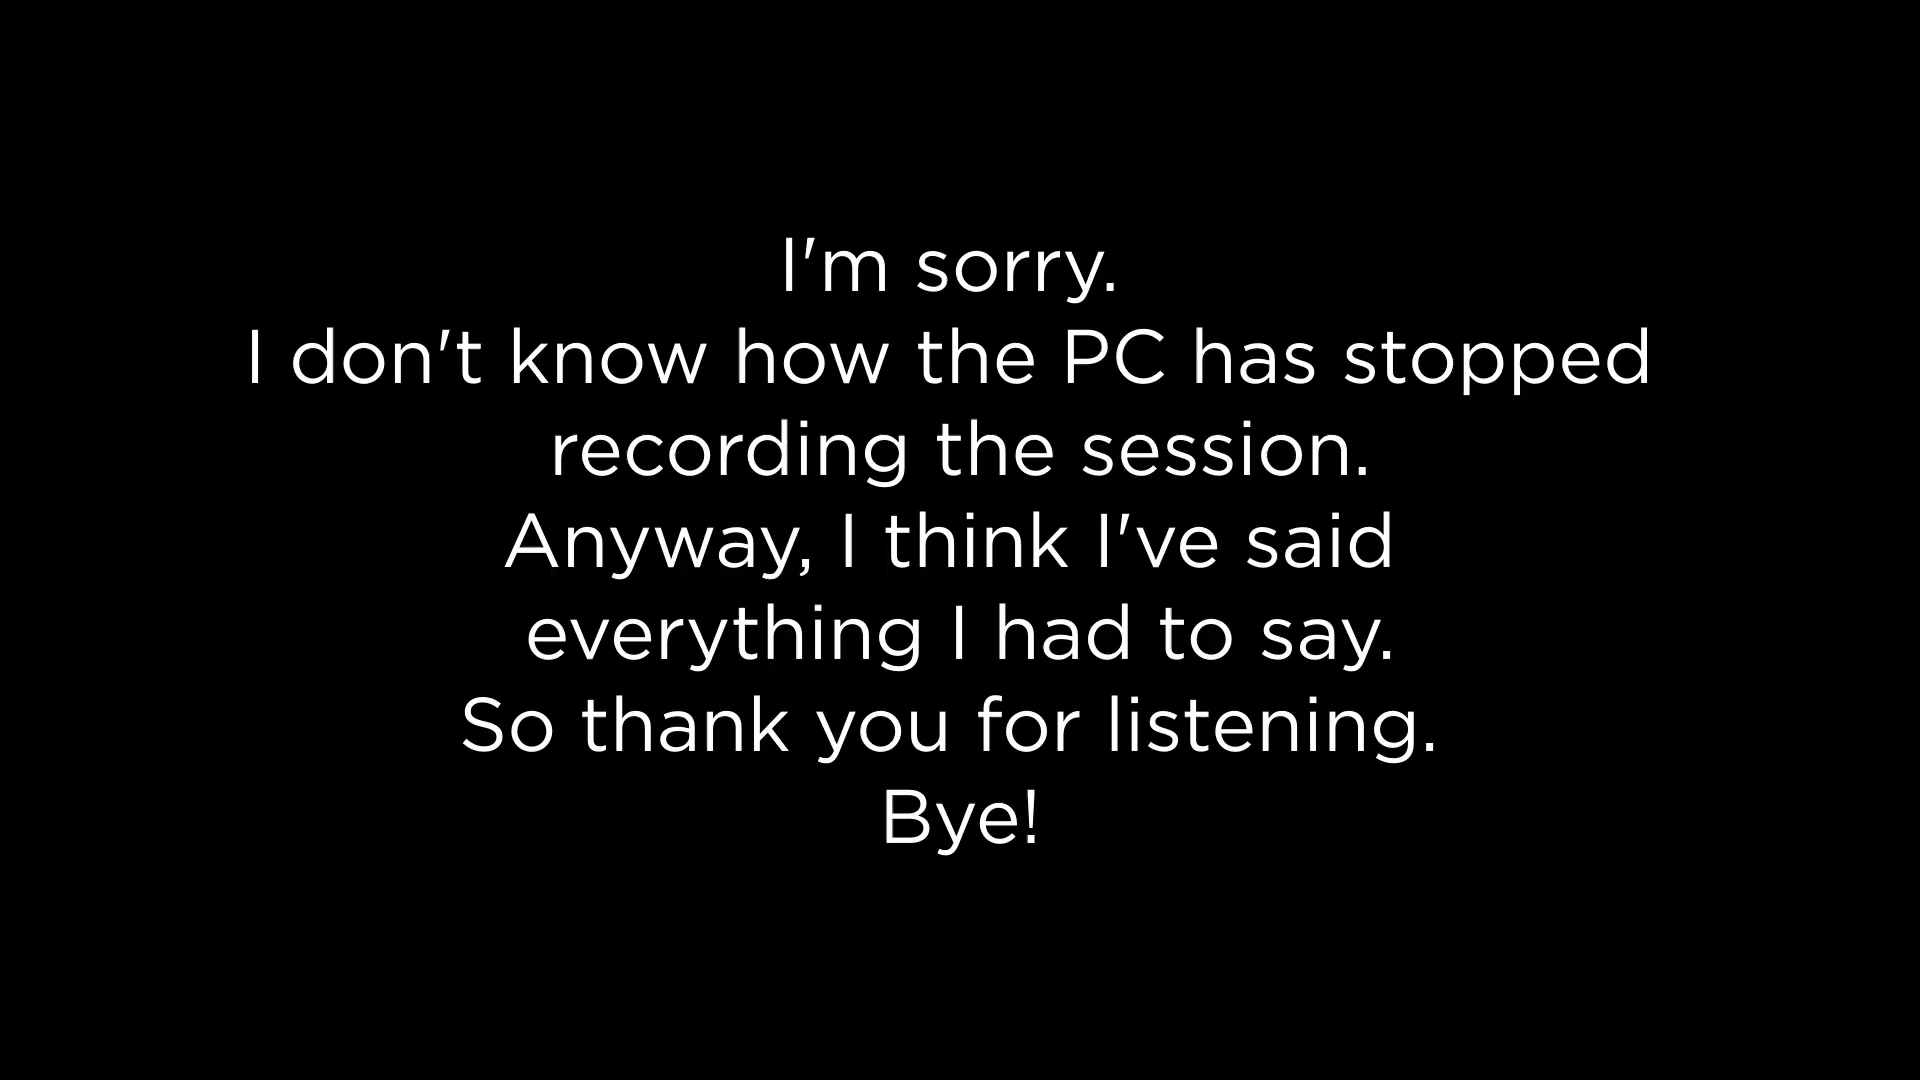 I'm sorry.
I don't know how the PC has stopped
recording the session.
Anyway, I think I've said
everything I had to say.
So thank you for listening.
Bye!